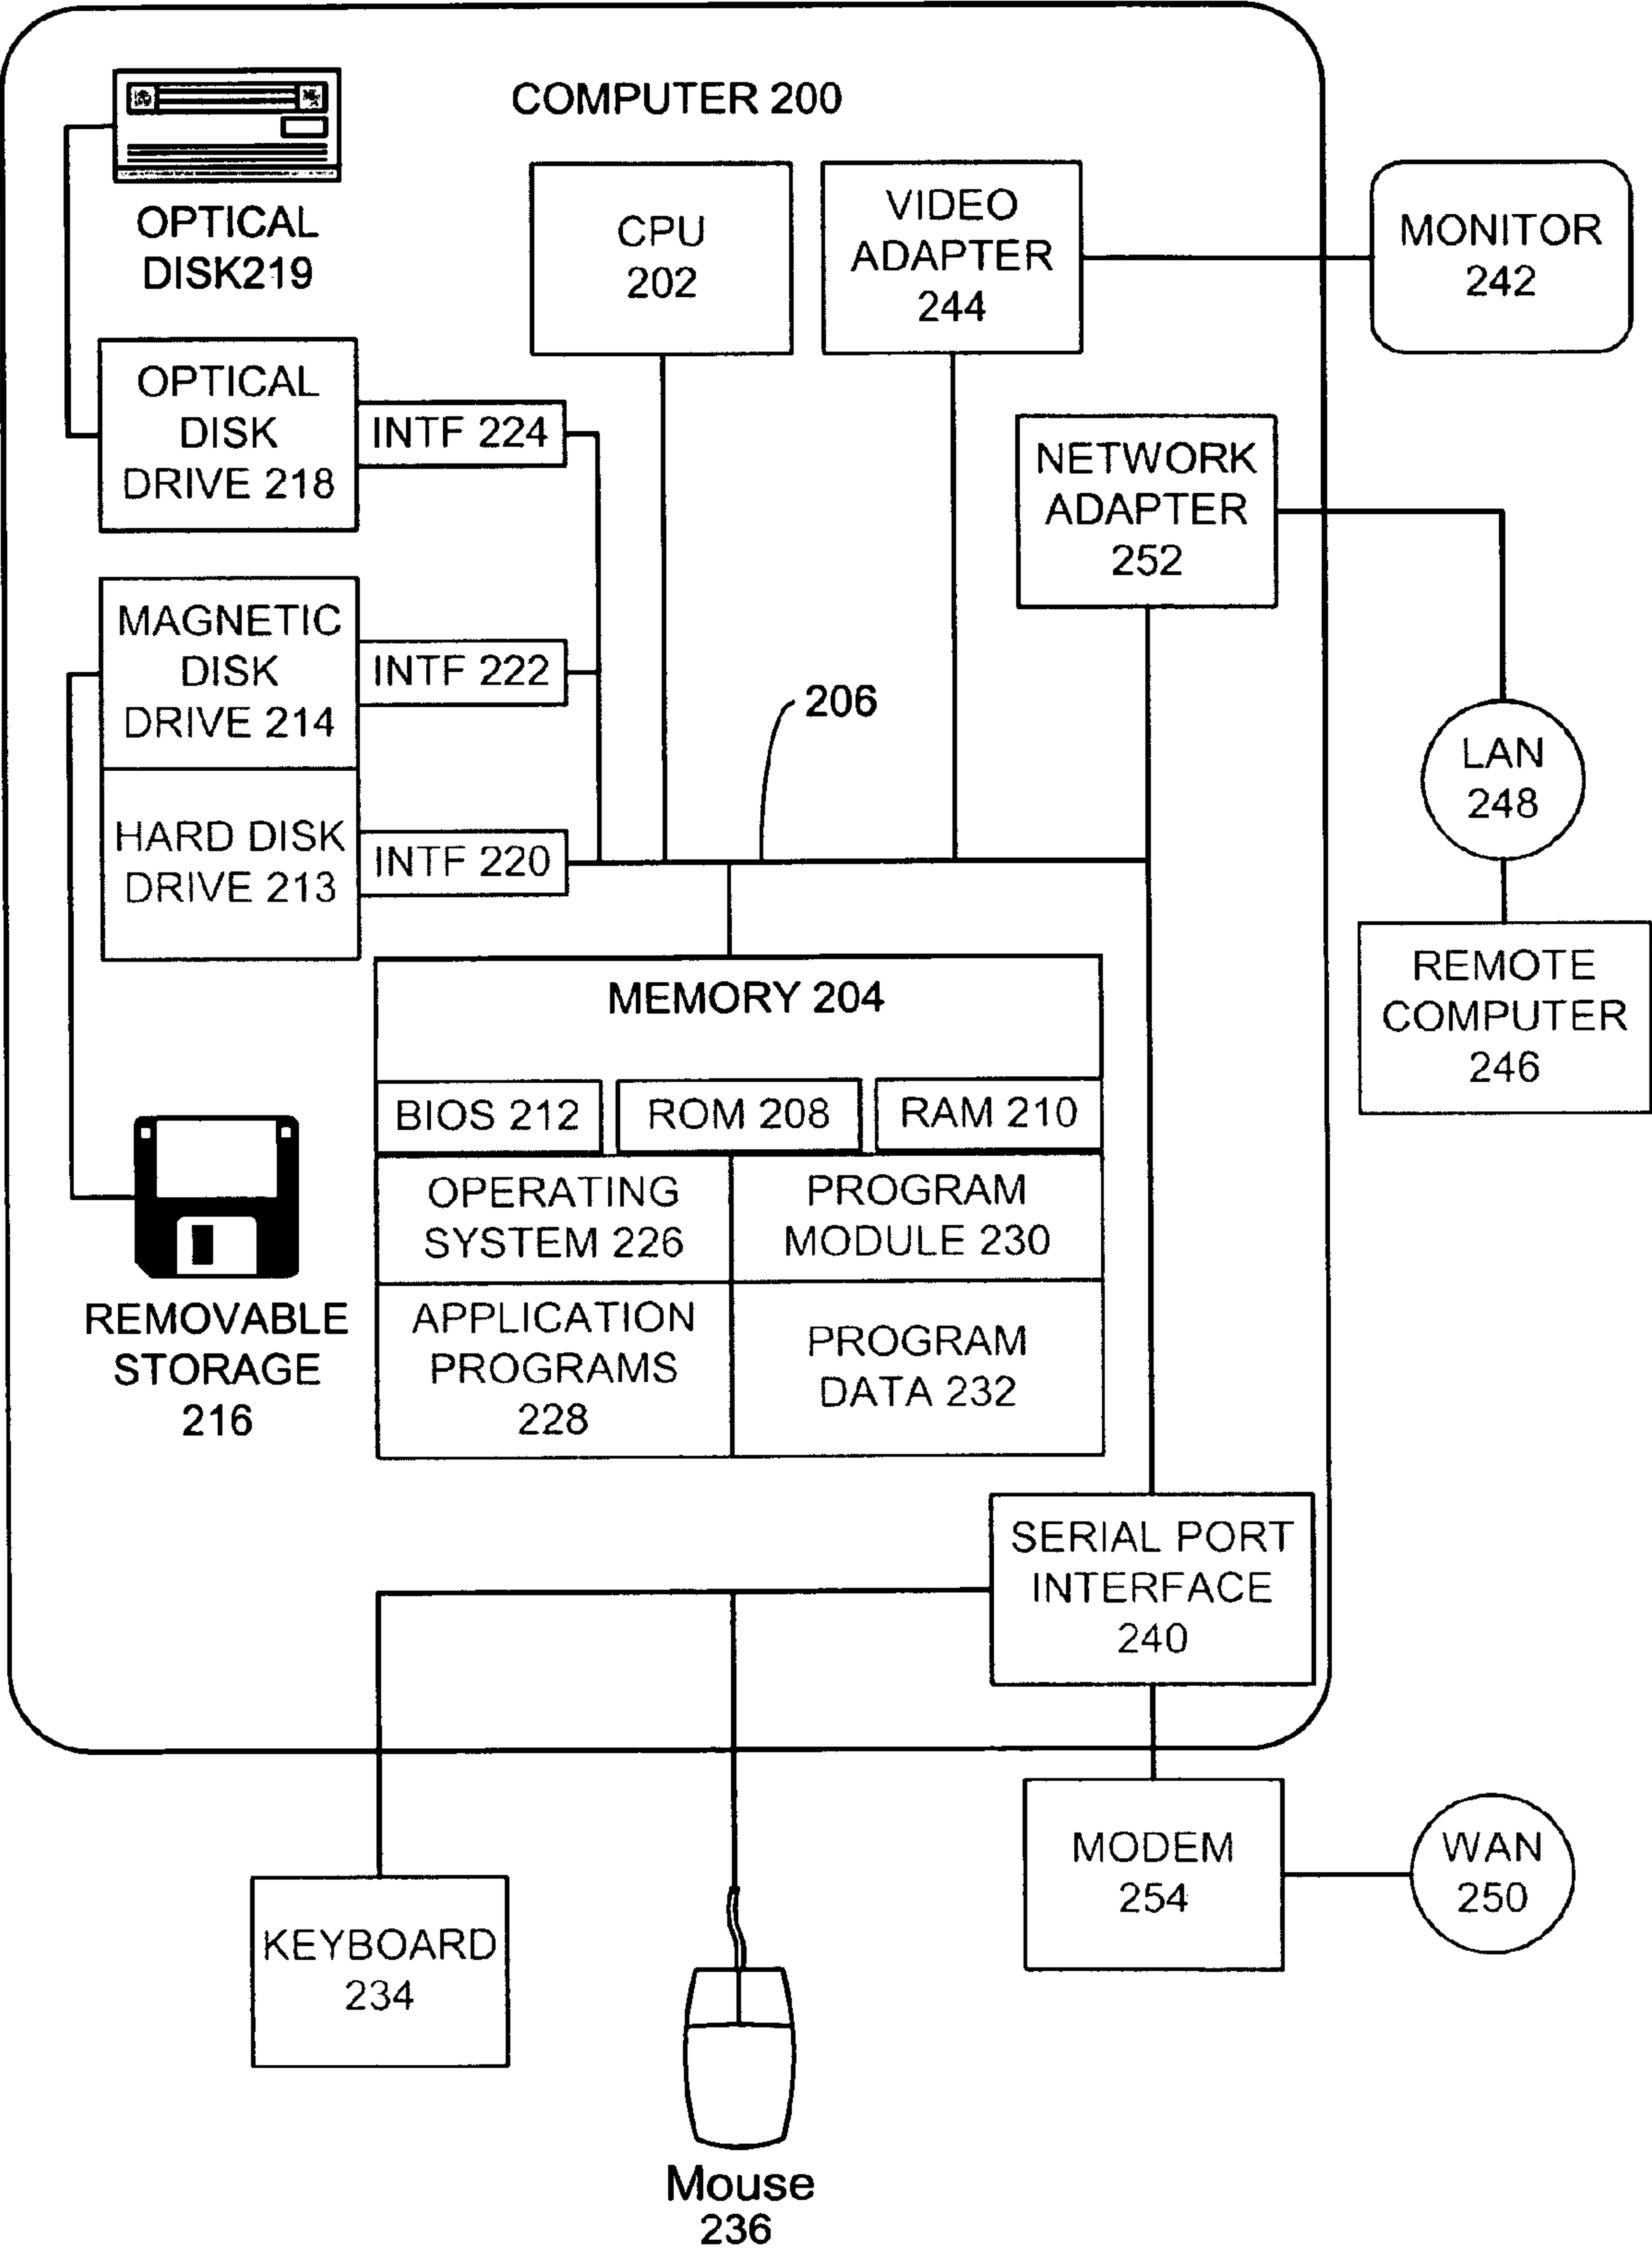 COMPUTER 200
OPTICAL
DISK219
CPU
202
VIDEO
ADAPTER
244
MONITOR
242
OPTICAL
DISK
DRIVE 218
INTF 224
NETWORK
ADAPTER
252
MAGNETIC
DISK
DRIVE 214
INTF 222
206
LAN
248
HARD DISK
DRIVE 213
INTF 220
REMOTE
COMPUTER
246
MEMORY 204
BIOS 212
ROM 208
RAM 210
OPERATING
SYSTEM 226
PROGRAM
MODULE 230
APPLICATION
PROGRAMS
228
PROGRAM
DATA 232
REMOVABLE
STORAGE
216
SERIAL PORT
INTERFACE
240
MODEM
254
WAN
250
KEYBOARD
234
Mouse
236